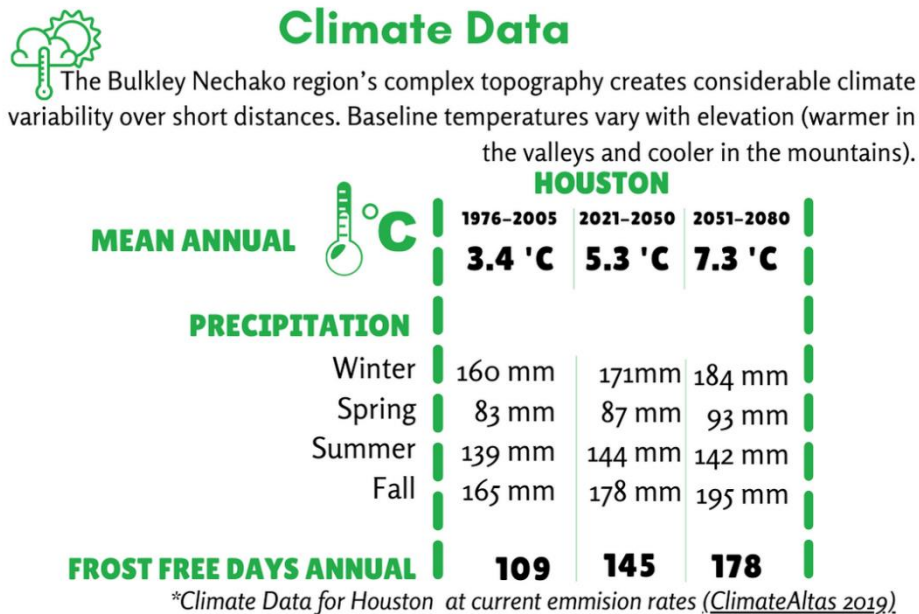 Climate Data
The Bulkley Nechako region's complex topography creates considerable climate
variability over short distances. Baseline temperatures vary with elevation (warmer in
the valleys and cooler in the mountains).
HOUSTON
1976-2005 2021-2050 2051-2080
MEAN ANNUAL °C 3.4 'C 5.3 'C 7.3 'C
PRECIPITATION
Winter 160 mm 171mm 184 mm
Spring 83 mm 87 mm 93 mm
Summer 139 mm 144 mm 142 mm
Fall 165 mm 178 mm 195 mm
FROST FREE DAYS ANNUAL 109 145 178
*Climate Data for Houston at current emmision rates (ClimateAltas 2019)